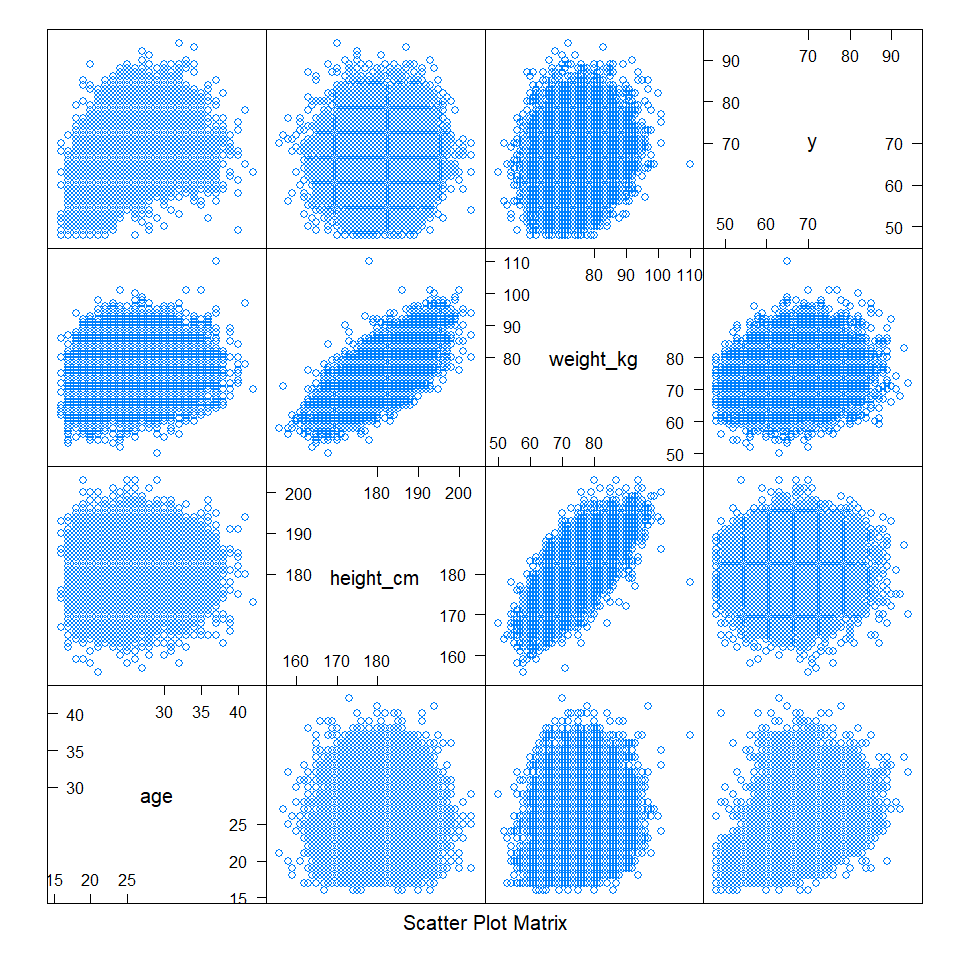 90 70 80 90
80
70 y 70
60
50 60 70 50
110 80 90 100 110
100
90
80 weight_kg 80
70
60
50 60 70 80 50
200 180 190 200
190
180 height_cm 180
170
160 170 180 160
40 30 35 40
35
30 age
25
15 20 25 20
15
Scatter Plot Matrix